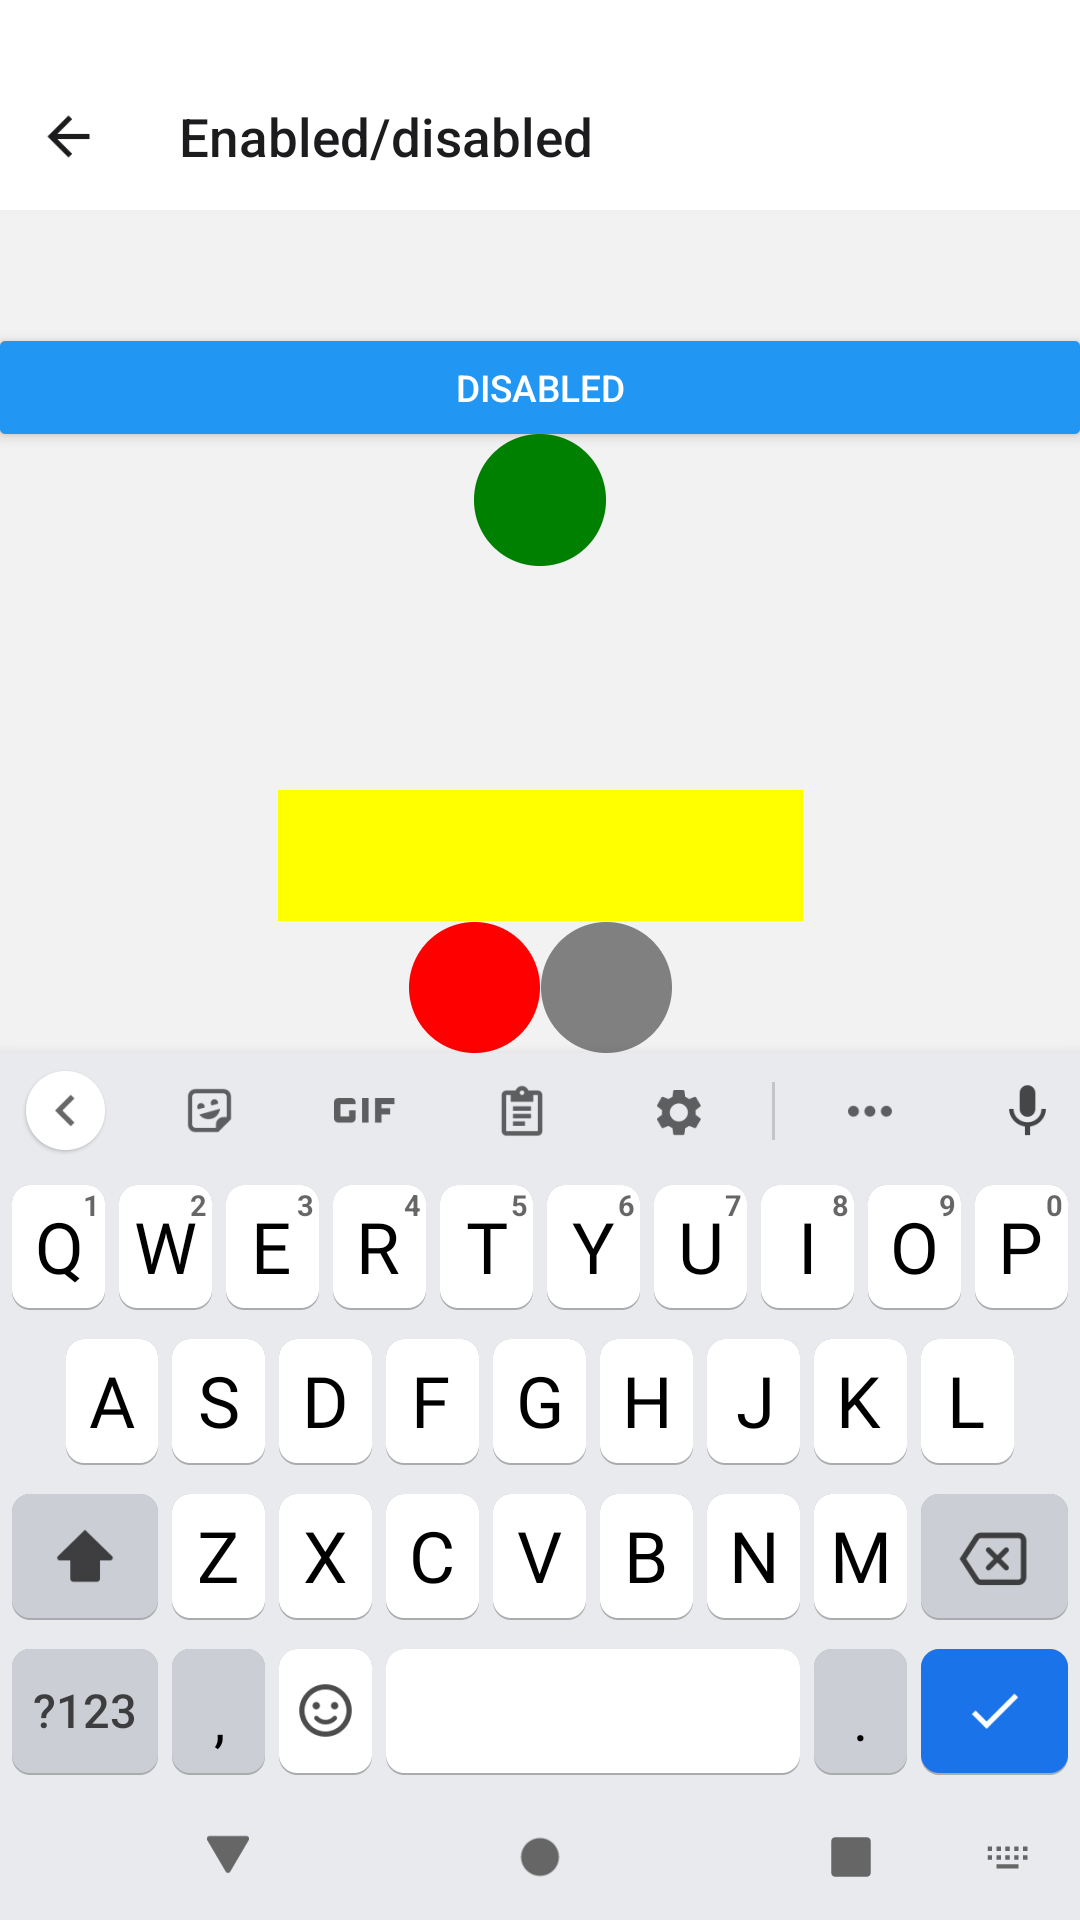 Enabled/disabled
DISABLED
GIF
1 2 3 4 5 6 7 8 9 0
Q W E R T Y U I O P
A S D F G H J K L
Z X C V B N M
?123 , .